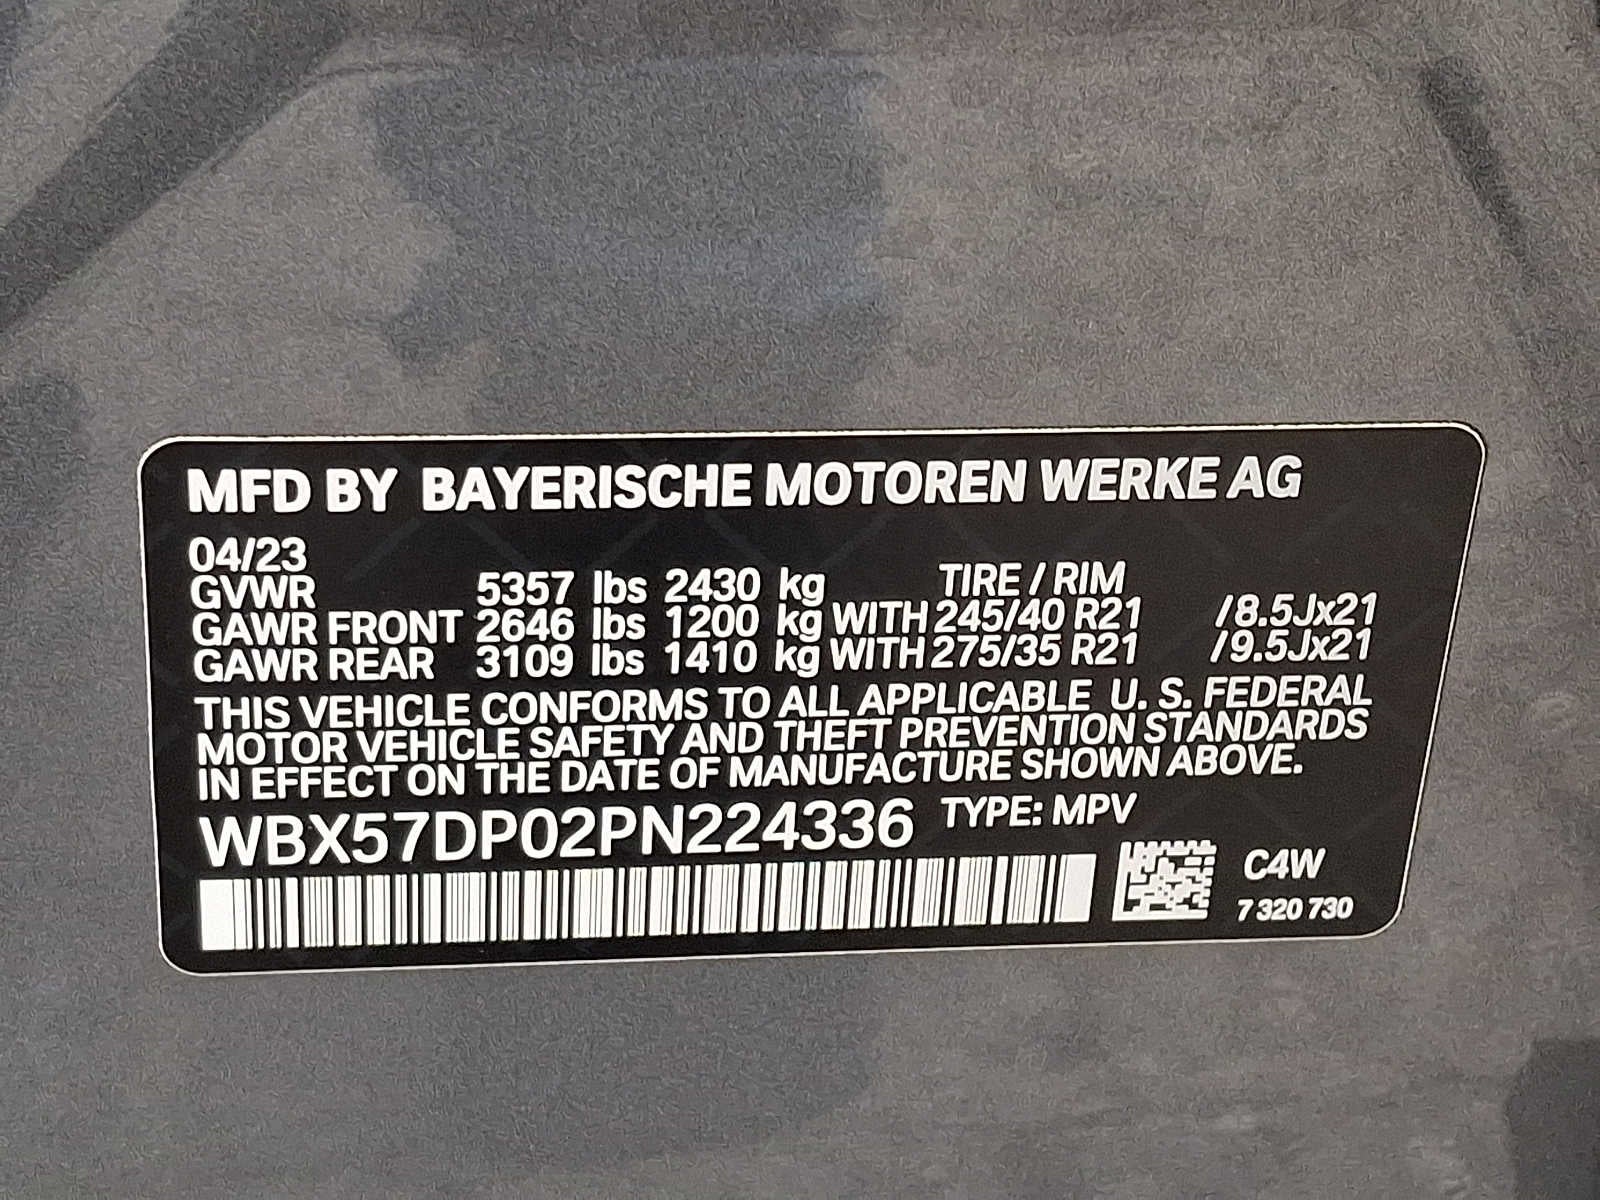 MFD BY BAYERISCHE MOTOREN WERKE AG
04/23
GVWR 5357 lbs 2430 kg TIRE / RIM
GAWR FRONT 2646 lbs 1200 kg WITH 245/40 R21 /8.5Jx21
GAWR REAR 3109 lbs 1410 kg WITH 275/35 R21 /9.5Jx21
THIS VEHICLE CONFORMS TO ALL APPLICABLE U. S. FEDERAL
MOTOR VEHICLE SAFETY AND THEFT PREVENTION STANDARDS
IN EFFECT ON THE DATE OF MANUFACTURE SHOWN ABOVE.
WBX57DP02PN224336 TYPE: MPV
C4W
7 320 730